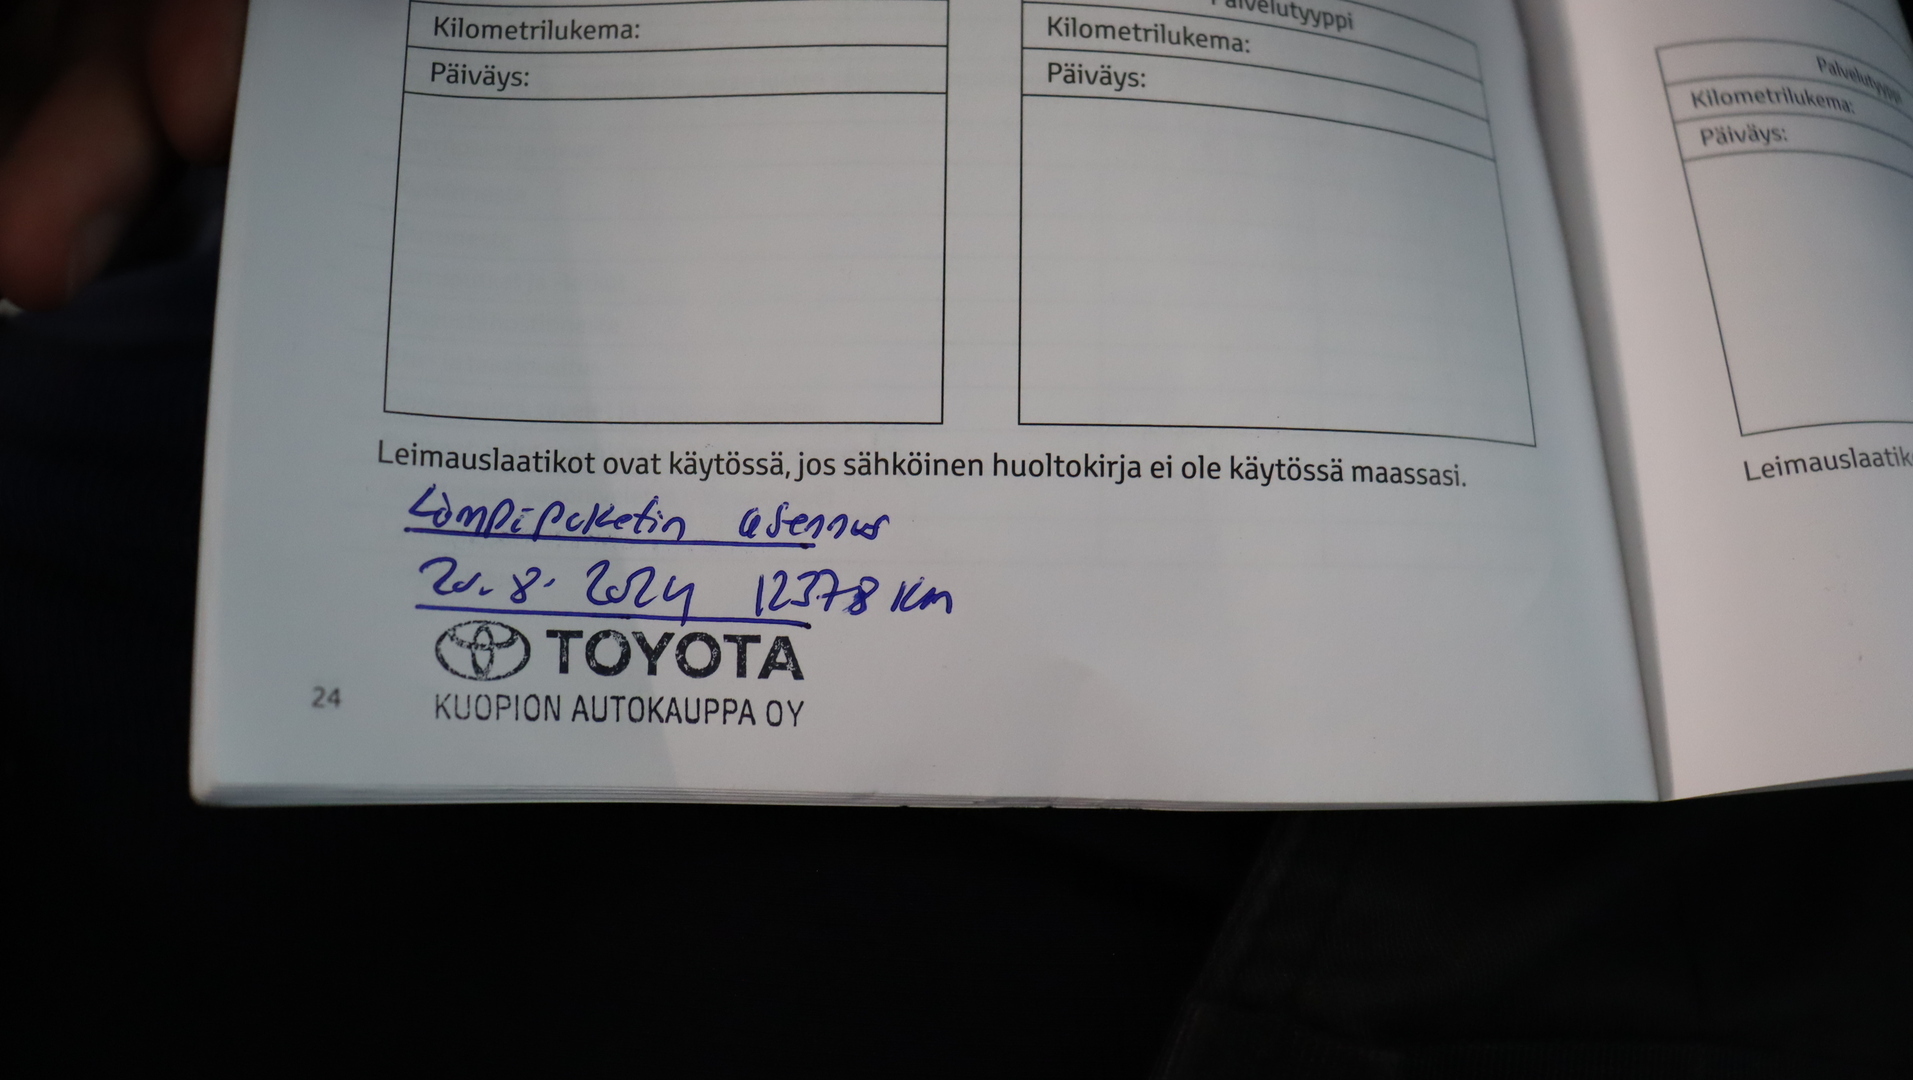 Palvelutyyppi
Kilometrilukema:
Päiväys:
Kilometrilukema:
Päiväys:
Leimauslaatikot ovat käytössä, jos sähköinen huoltokirja ei ole käytössä maassasi.
Lämpöpaketin asennus
20.8.2024 12378 km
TOYOTA
KUOPION AUTOKAUPPA OY
24
Palvelutyyppi
Kilometrilukema:
Päiväys: